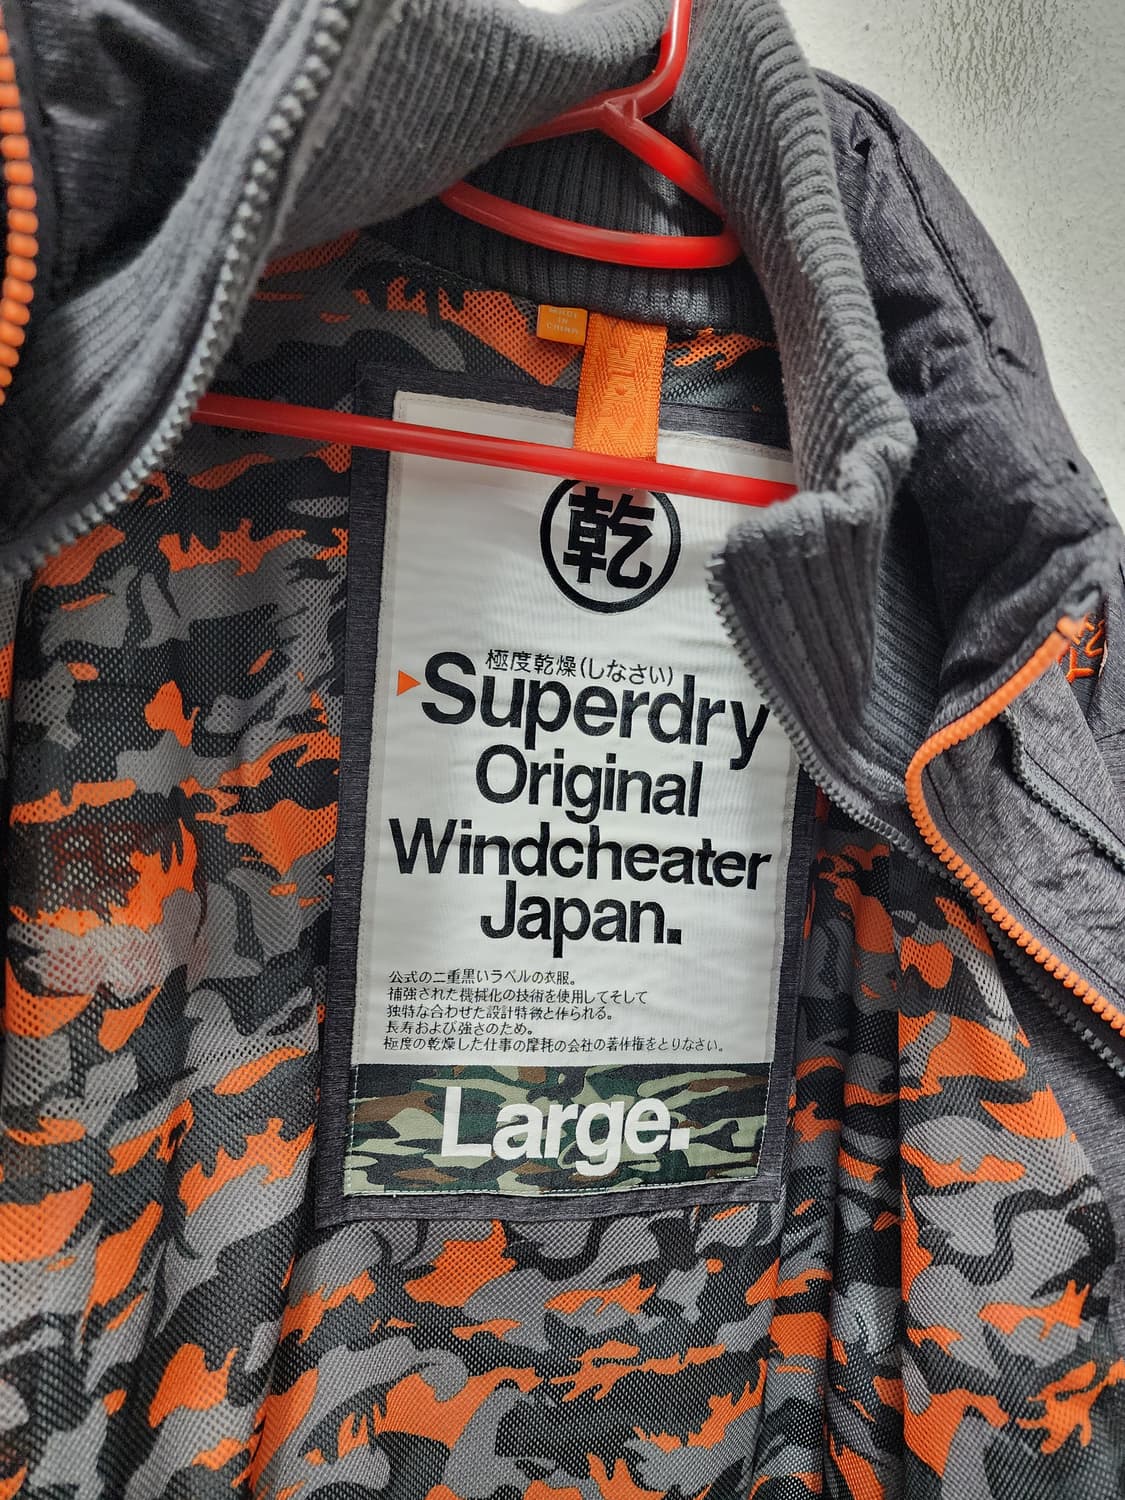 MADE
IN
CHINA
乾
極度乾燥(しなさい)
Superdry
Original
Windcheater
Japan.
公式の二重黒いラベルの衣服。
補強された機械化の技術を使用してそして
独特な合わせた設計特徴と作られる。
長寿および強さのため。
極度の乾燥した仕事の摩耗の会社の著作権をとりなさい。
Large.